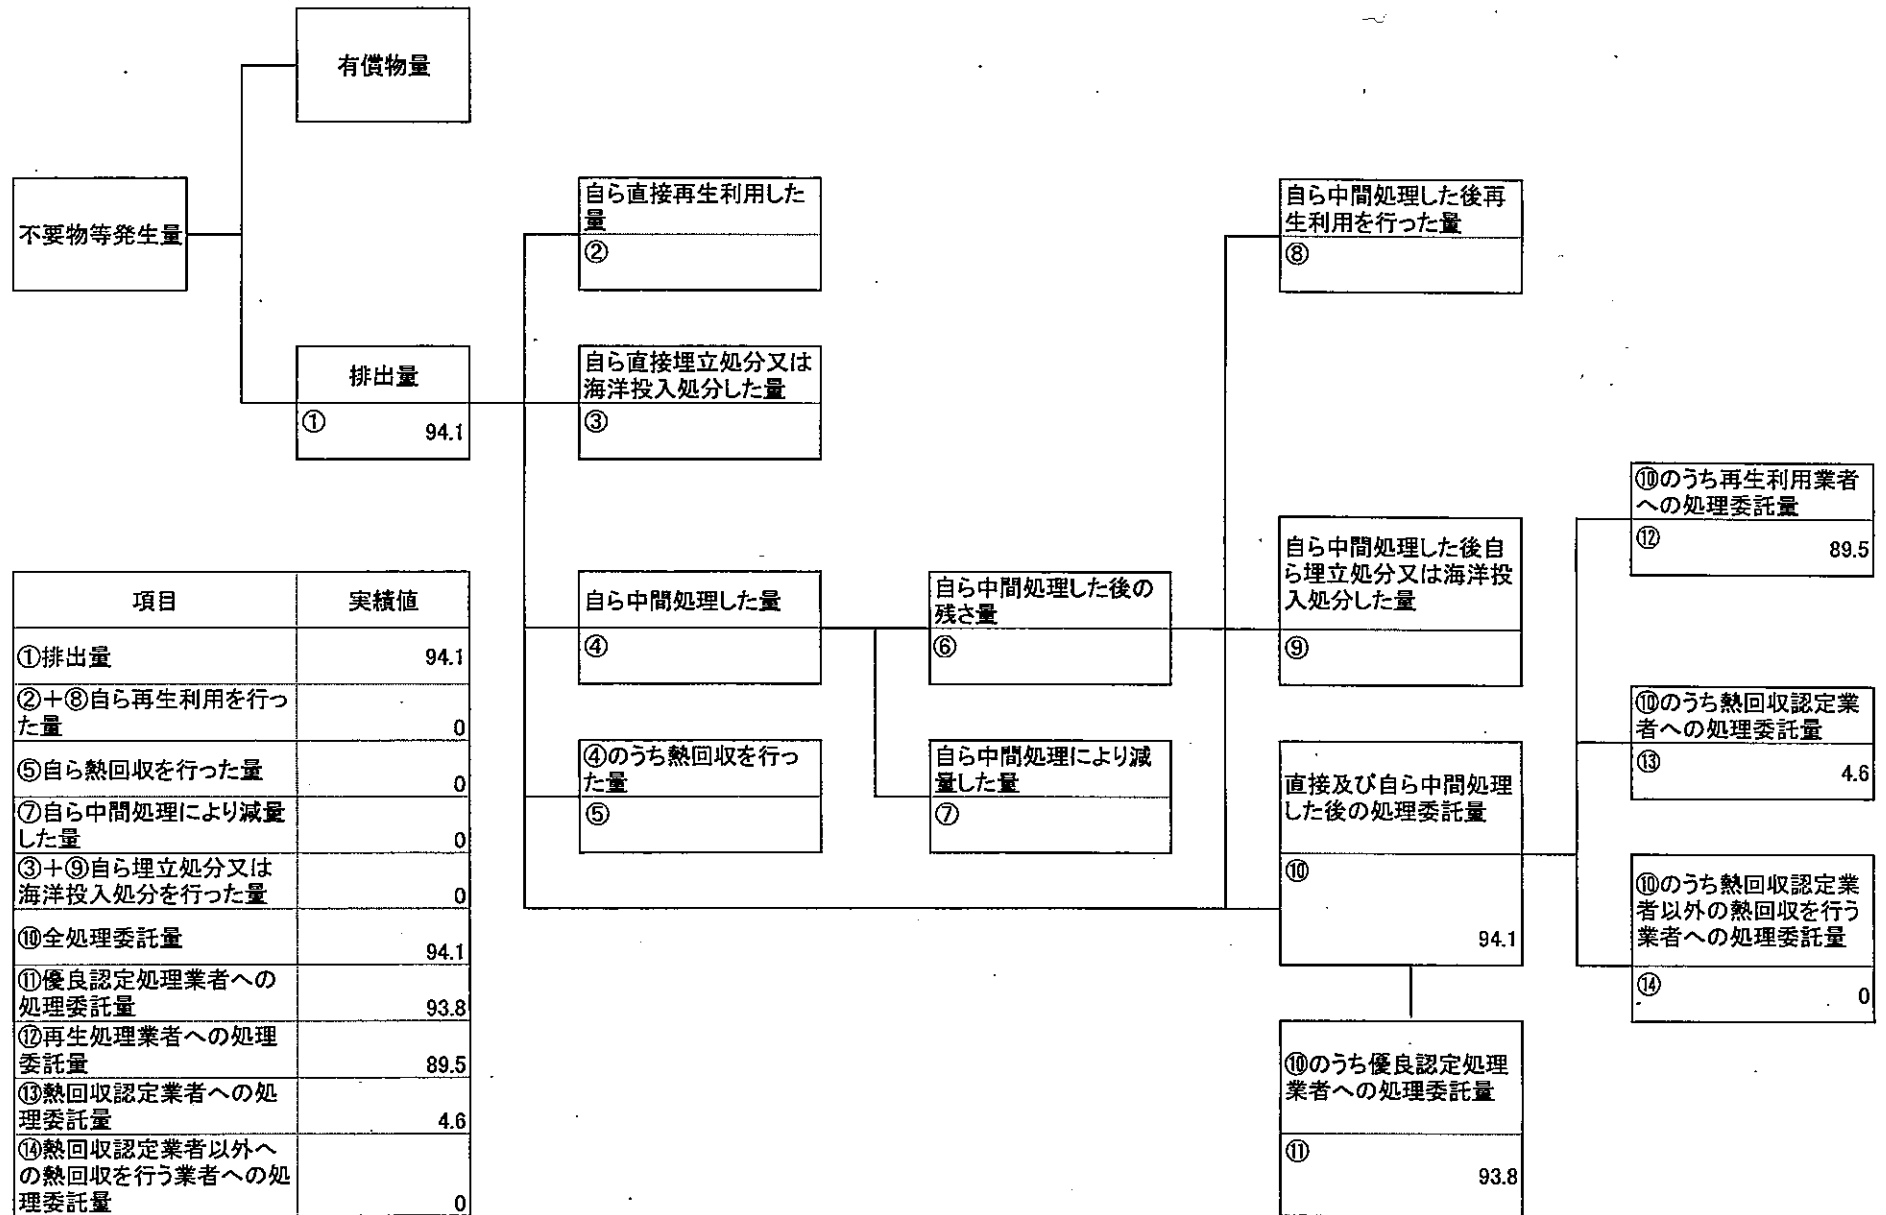 有償物量
不要物等発生量
排出量
①
94.1
自ら直接再生利用した
量
②
自ら直接埋立処分又は
海洋投入処分した量
③
自ら中間処理した量
④
④のうち熱回収を行っ
た量
⑤
自ら中間処理した後の
残さ量
⑥
自ら中間処理により減
量した量
⑦
自ら中間処理した後再
生利用を行った量
⑧
自ら中間処理した後自
ら埋立処分又は海洋投
入処分した量
⑨
直接及び自ら中間処理
した後の処理委託量
⑩
94.1
⑩のうち優良認定処理
業者への処理委託量
⑪
93.8
⑩のうち再生利用業者
への処理委託量
⑫
89.5
⑩のうち熱回収認定業
者への処理委託量
⑬
4.6
⑩のうち熱回収認定業
者以外の熱回収を行う
業者への処理委託量
⑭
0
項目 実績値
①排出量 94.1
②+⑧自ら再生利用を行っ
た量 0
⑤自ら熱回収を行った量 0
⑦自ら中間処理により減量
した量 0
③+⑨自ら埋立処分又は
海洋投入処分を行った量 0
⑩全処理委託量 94.1
⑪優良認定処理業者への
処理委託量 93.8
⑫再生処理業者への処理
委託量 89.5
⑬熱回収認定業者への処
理委託量 4.6
⑭熱回収認定業者以外へ
の熱回収を行う業者への処
理委託量 0